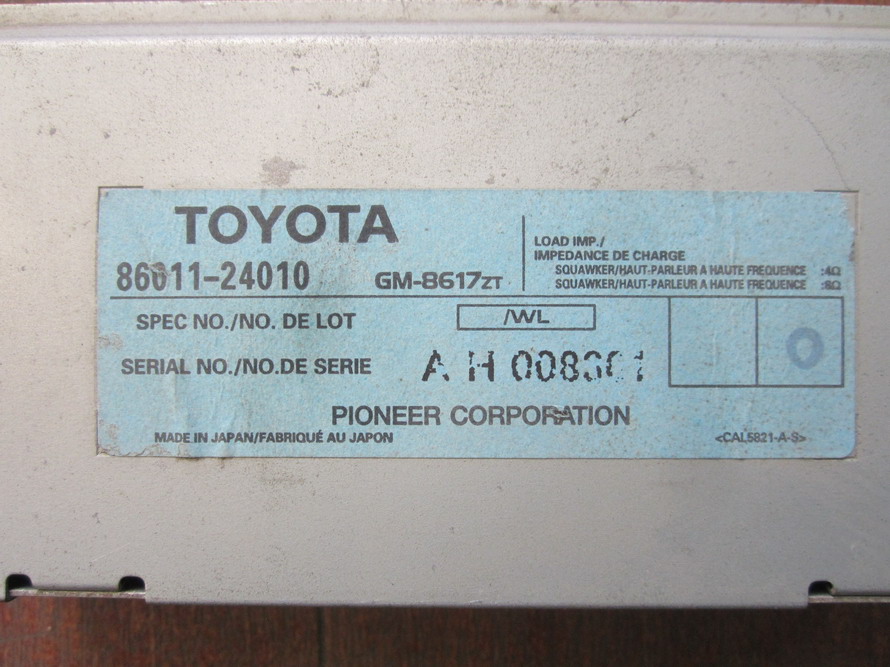 TOYOTA
86011-24010
GM-8617ZT
LOAD IMP./
IMPEDANCE DE CHARGE
SQUAWKER/HAUT-PARLEUR A HAUTE FREQUENCE :4Ω
SQUAWKER/HAUT-PARLEUR A HAUTE FREQUENCE :8Ω
SPEC NO./NO. DE LOT
/WL
SERIAL NO./NO.DE SERIE
A H
O
PIONEER CORPORATION
MADE IN JAPAN/FABRIQUÉ AU JAPON
<CAL5821-A-S>